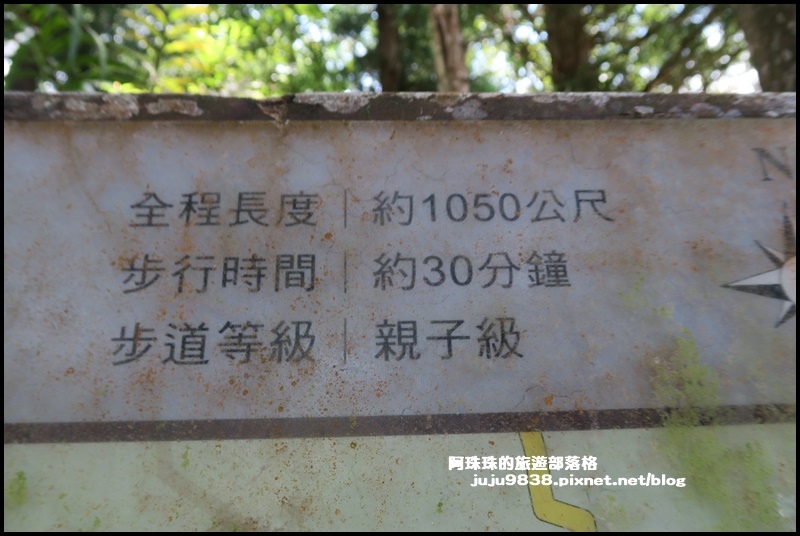 N
全程長度｜約1050公尺
步行時間｜約30分鐘
步道等級｜親子級
阿珠珠的旅遊部落格
juju9838.pixnet.net/blog